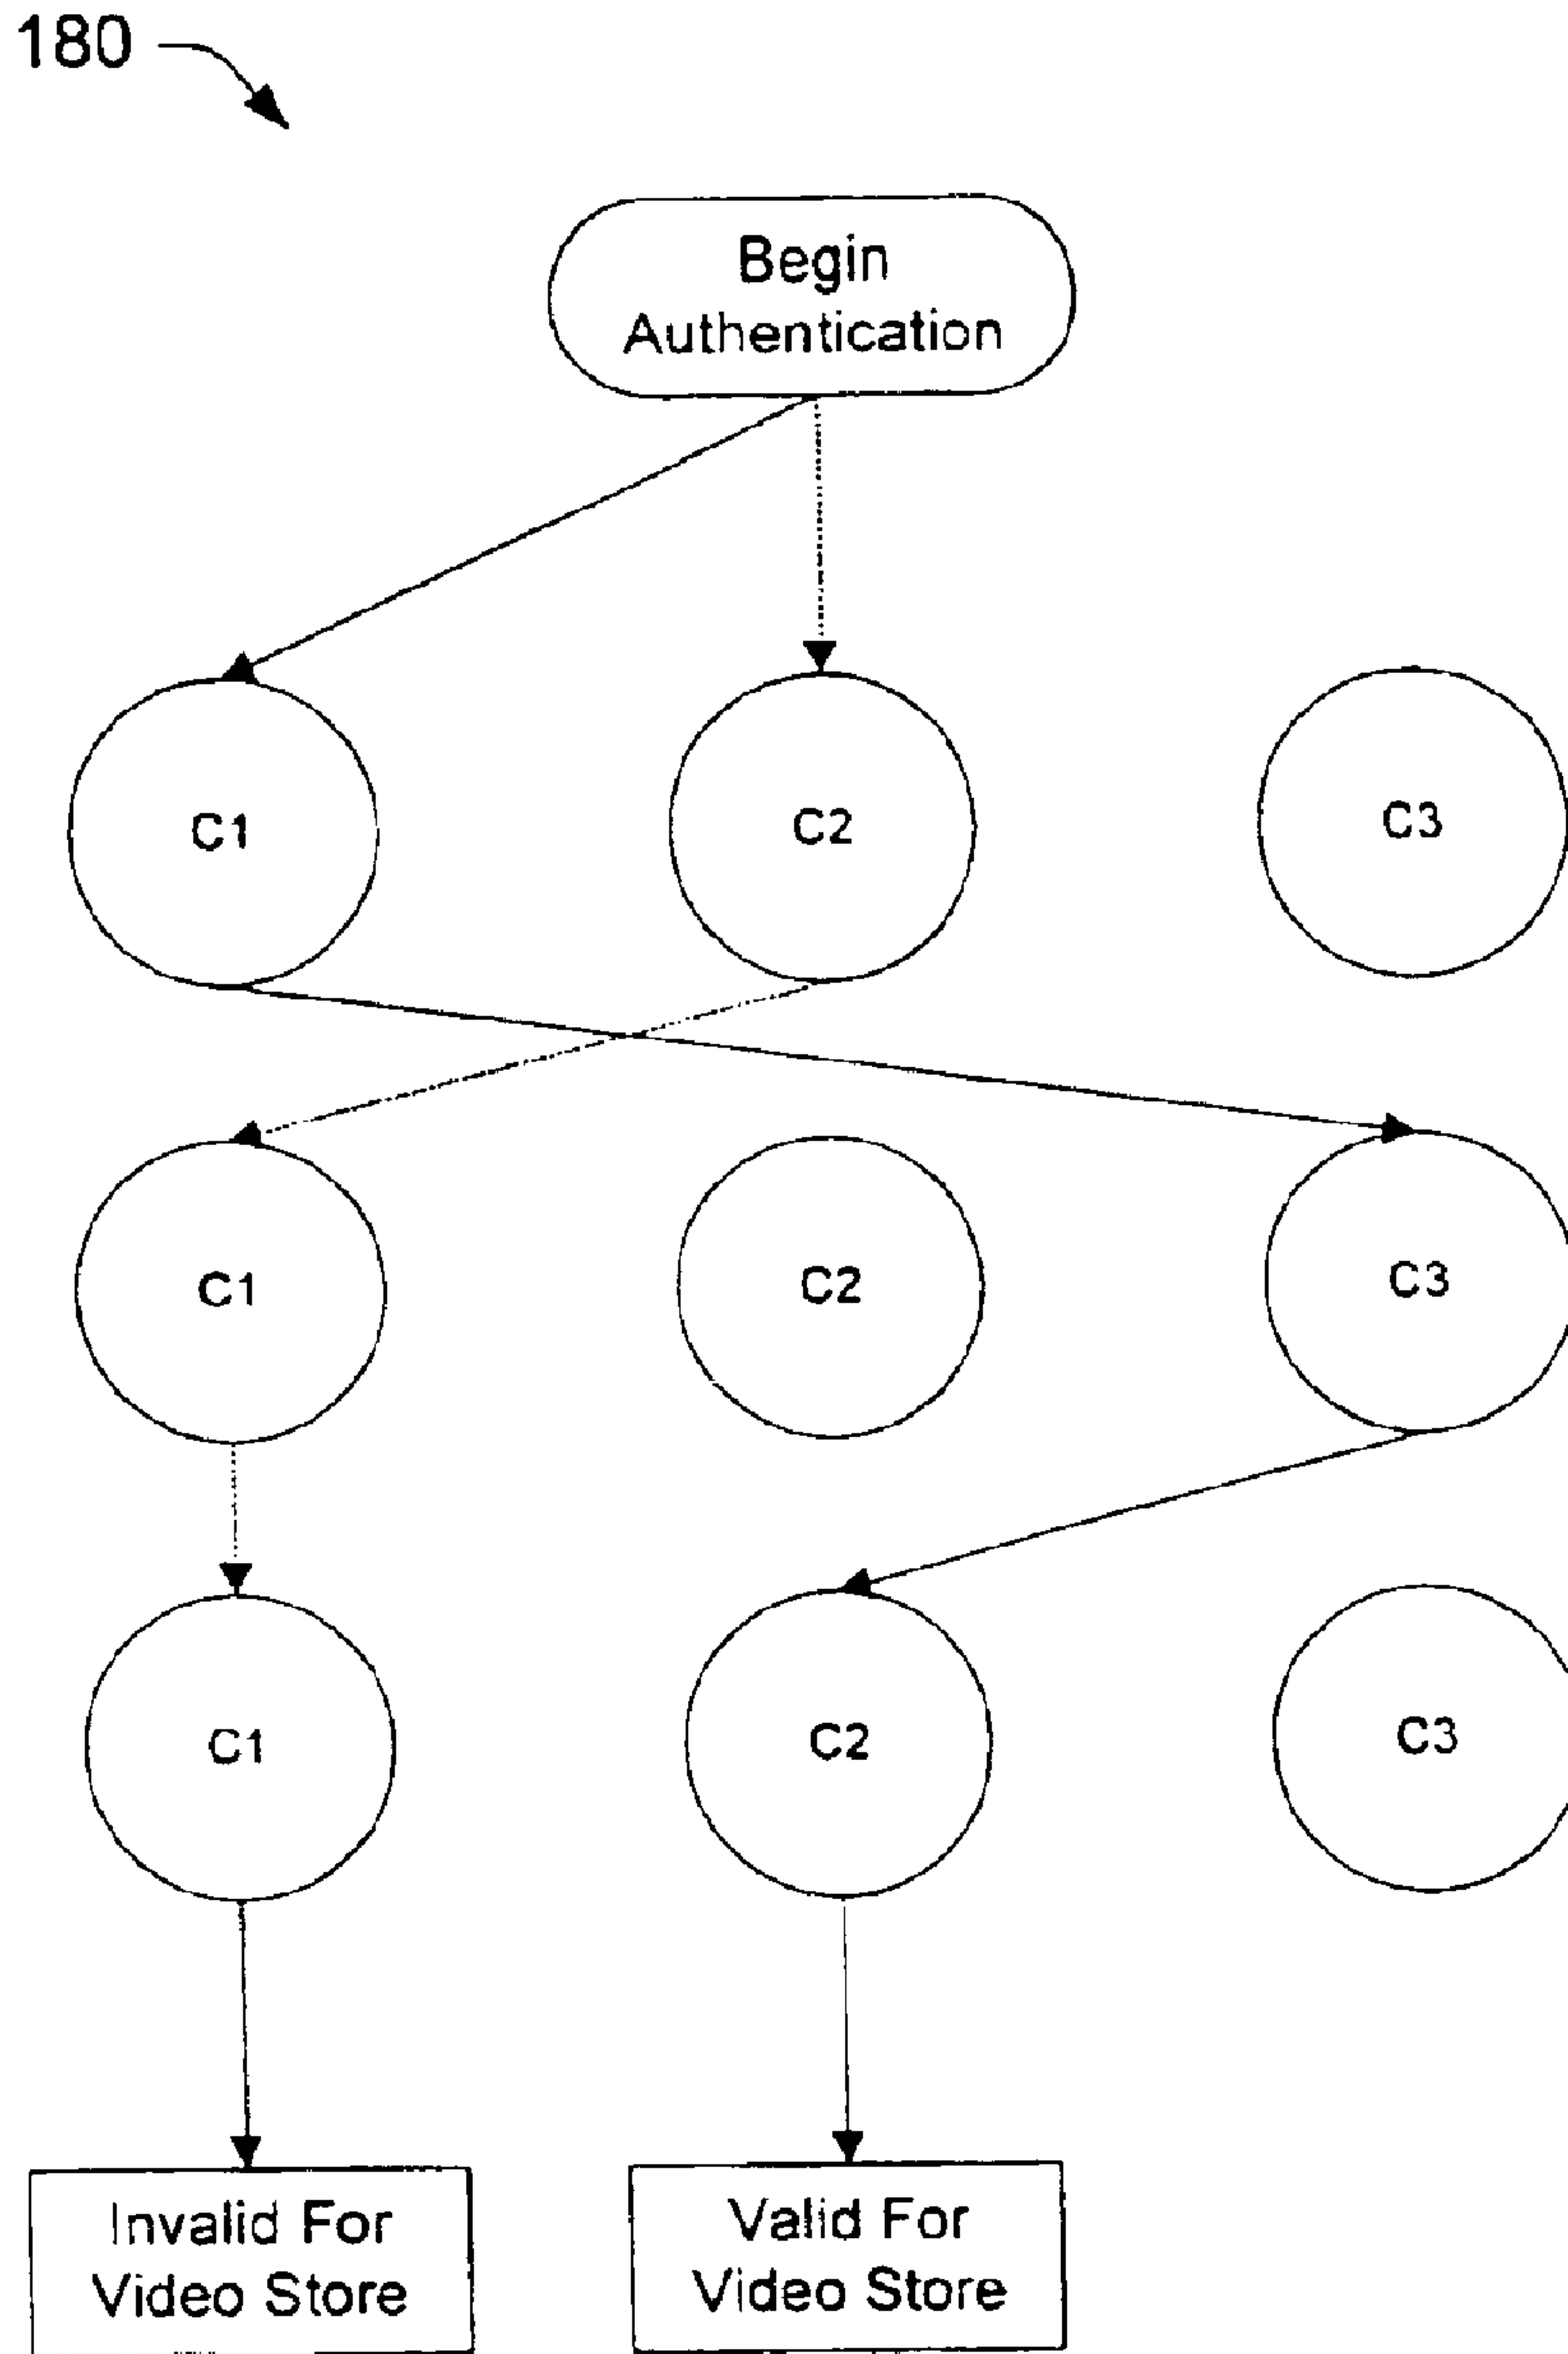 180
Begin
Authentication
C1
C2
C3
C1
C2
C3
C1
C2
C3
Invalid For
Video Store
Valid For
Video Store